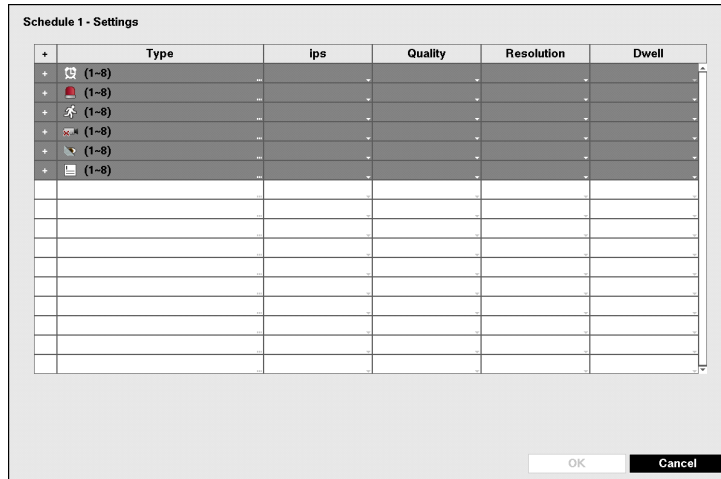 Schedule 1 - Settings
+ Type ips Quality Resolution Dwell
+ (1~8)
+ (1~8)
+ (1~8)
+ (1~8)
+ (1~8)
+ (1~8)
OK Cancel